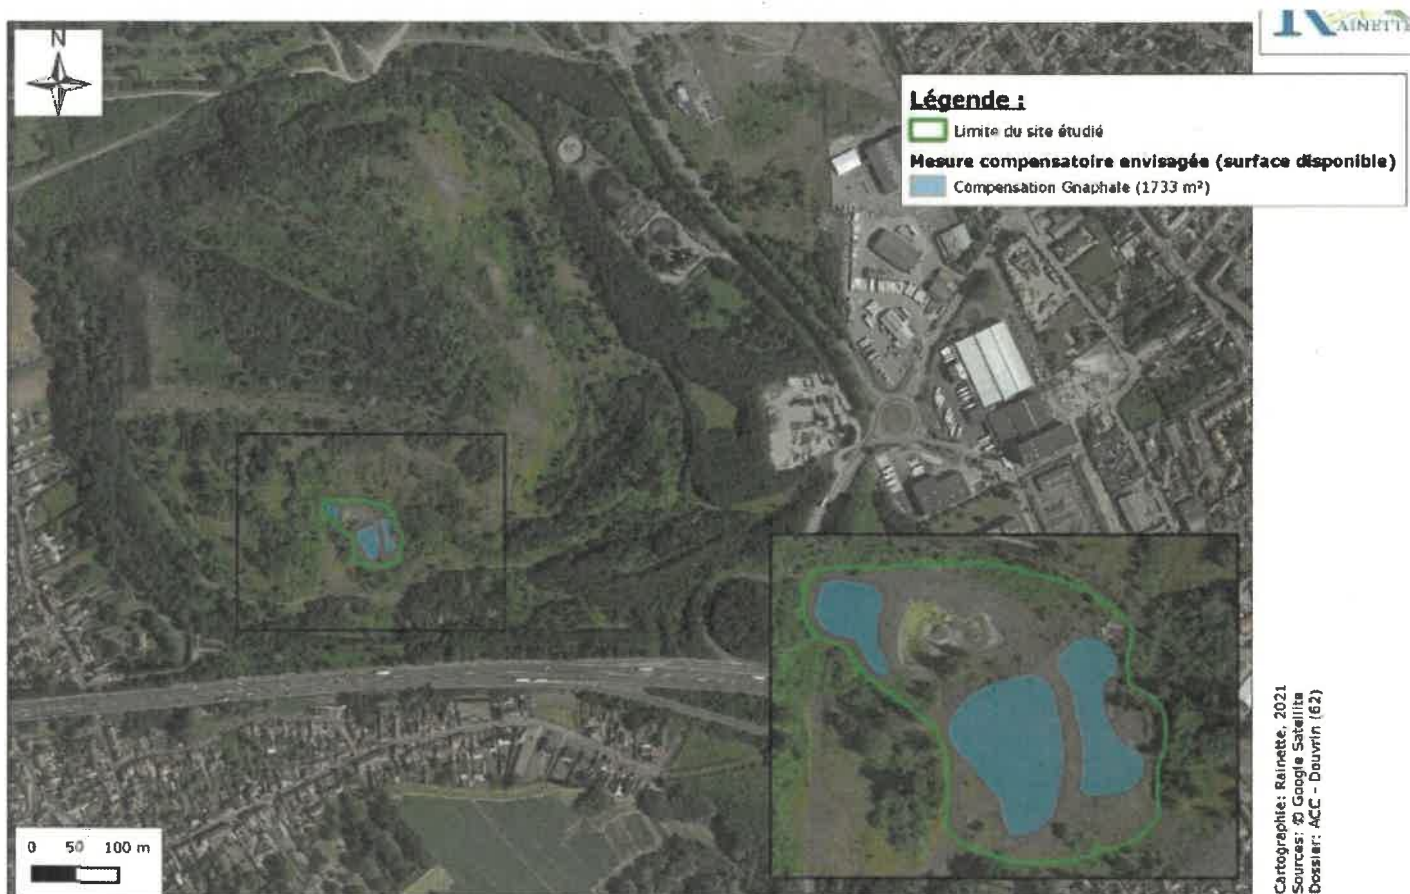 RAINETTE
N
Légende :
Limite du site étudié
Mesure compensatoire envisagée (surface disponible)
Compensation Gnaphale (1733 m²)
0 50 100 m
Cartographie: Rainette, 2021
Sources: © Google Satellite
Dossier: ACC - Douvrin (62)